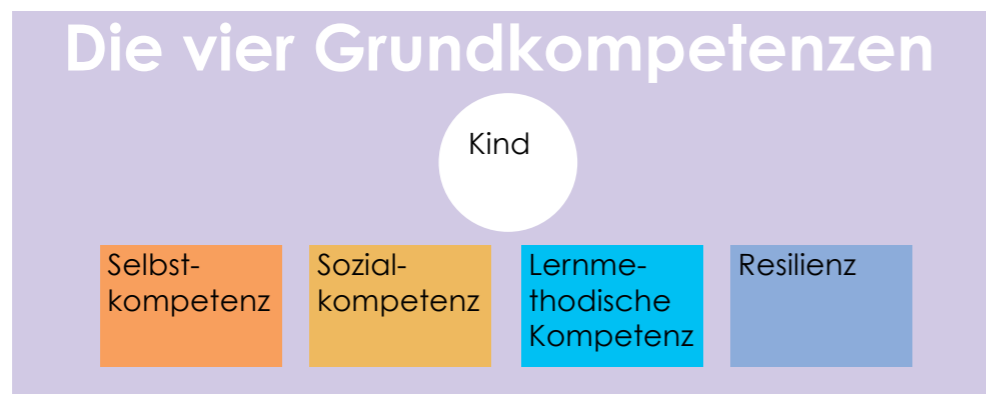 Die vier Grundkompetenzen
Kind
Selbst-
kompetenz
Sozial-
kompetenz
Lernme-
thodische
Kompetenz
Resilienz